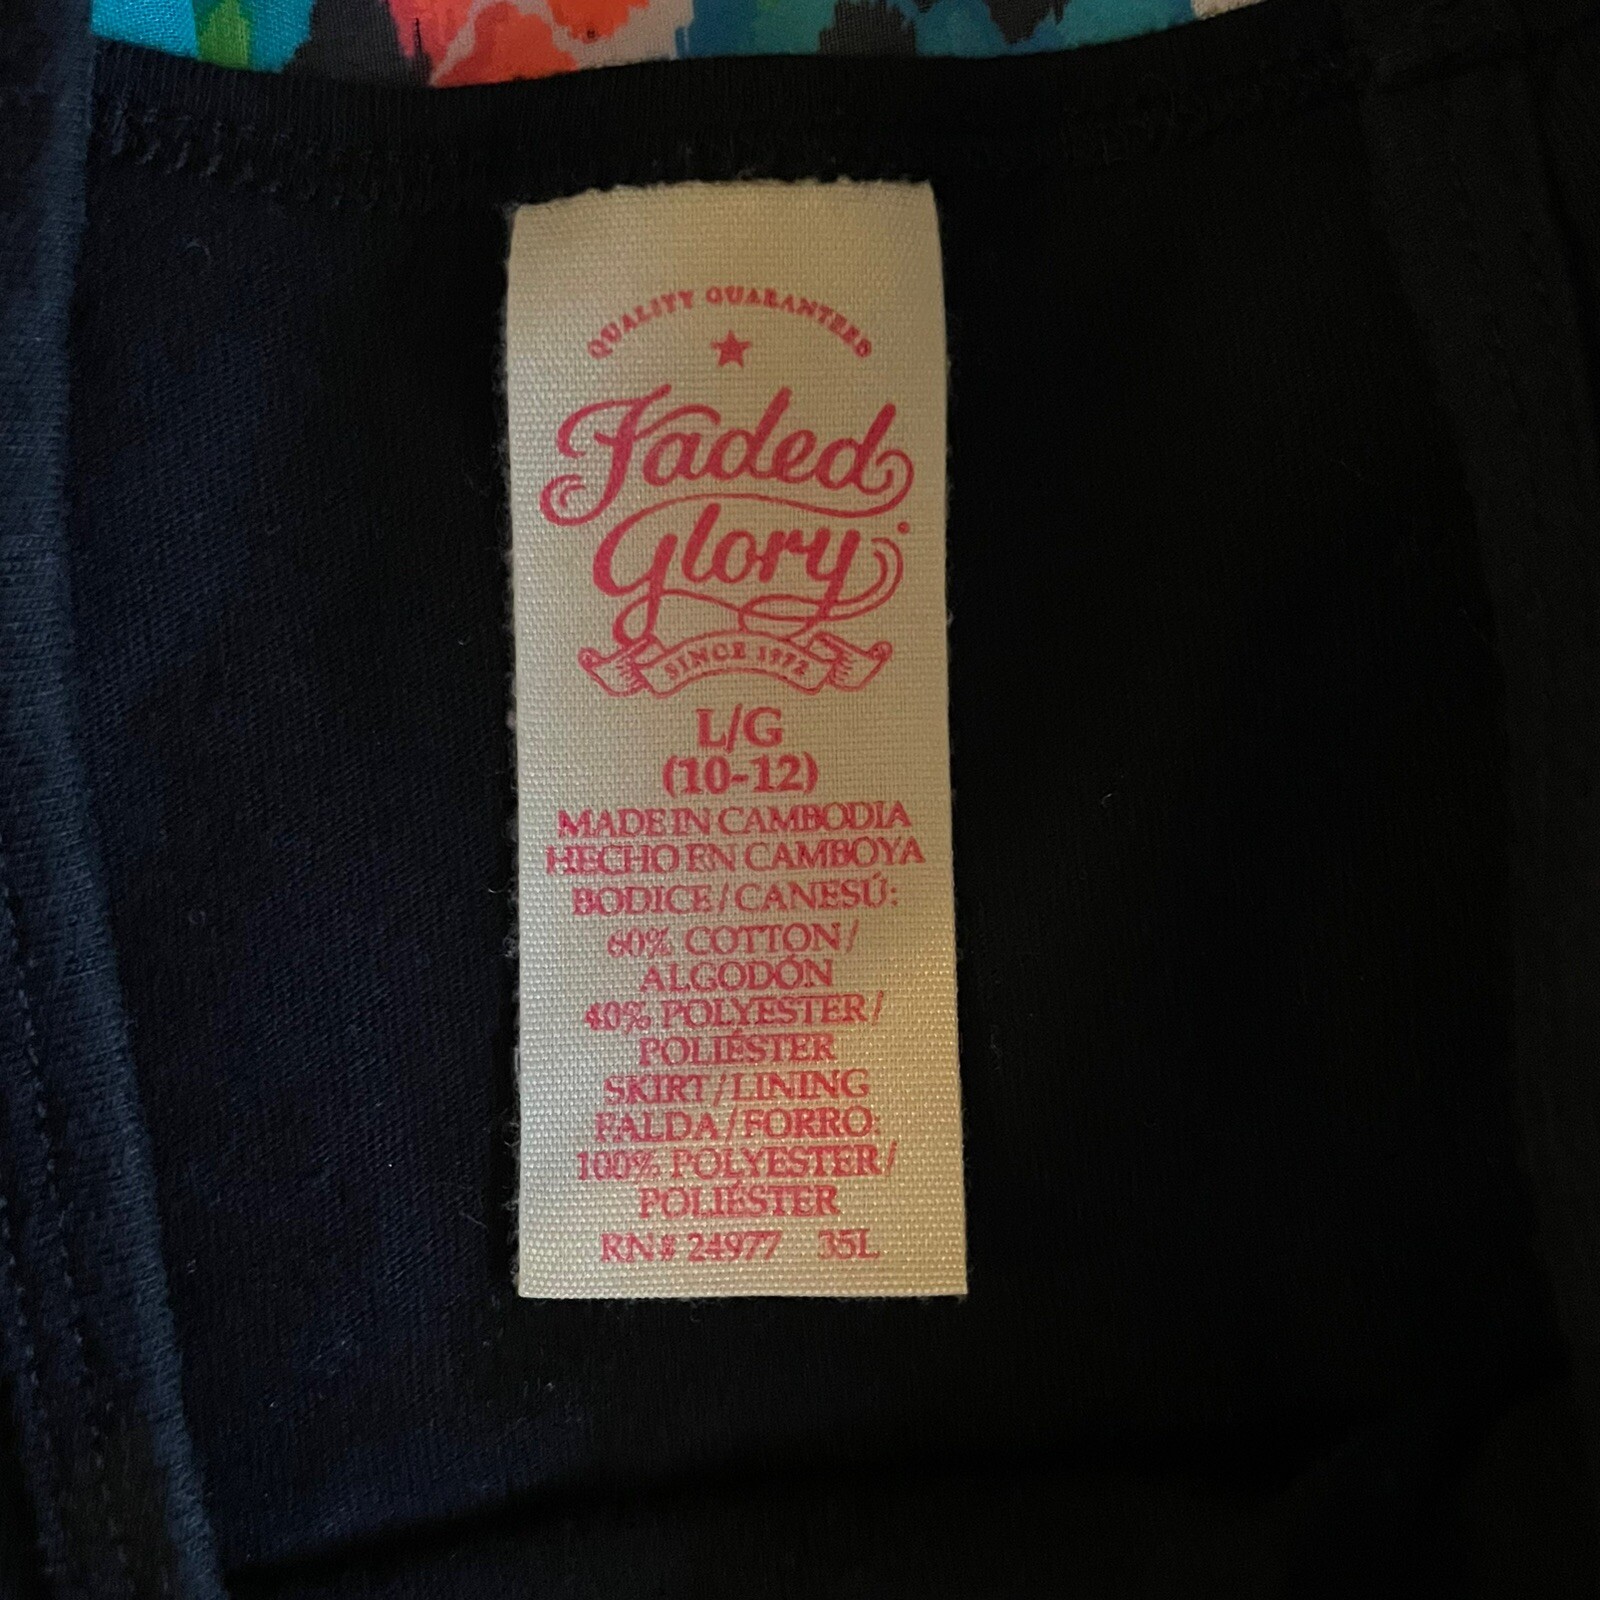 QUALITY GUARANTEED
Faded
Glory
SINCE 1972
L/G
(10-12)
MADE IN CAMBODIA
HECHO EN CAMBOYA
BODICE/CANESÚ:
60% COTTON/
ALGODÓN
40% POLYESTER/
POLIÉSTER
SKIRT/LINING
FALDA/FORRO:
100% POLYESTER/
POLIÉSTER
RN# 24977 35L